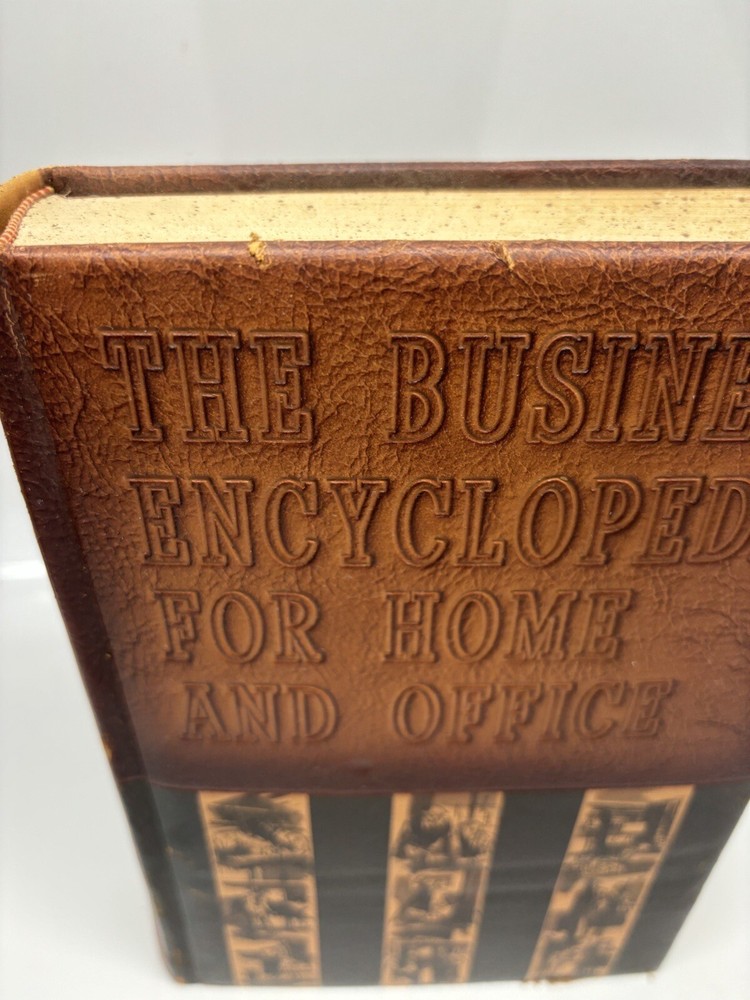 THE BUSINE
ENCYCLOPED
FOR HOME
AND OFFICE